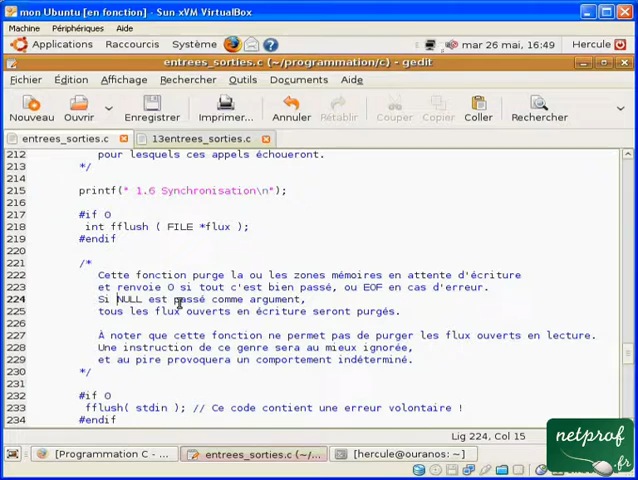 mon Ubuntu [en fonction] - Sun xVM VirtualBox
Machine Périphériques Aide
Applications Raccourcis Système mar 26 mai, 16:49 Hercule
entrees_sorties.c (~/programmation/c) - gedit
Fichier Édition Affichage Rechercher Outils Documents Aide
Nouveau Ouvrir Enregistrer Imprimer... Annuler Rétablir Couper Copier Coller Rechercher
entrees_sorties.c 13entrees_sorties.c
212 pour lesquels ces appels échoueront.
213 */
214
215 printf(" 1.6 Synchronisation\n");
216
217 #if 0
218 int fflush ( FILE *flux );
219 #endif
220
221 /*
222 Cette fonction purge la ou les zones mémoires en attente d'écriture
223 et renvoie 0 si tout c'est bien passé, ou EOF en cas d'erreur.
224 Si NULL est passé comme argument,
225 tous les flux ouverts en écriture seront purgés.
226
227 À noter que cette fonction ne permet pas de purger les flux ouverts en lecture.
228 Une instruction de ce genre sera au mieux ignorée,
229 et au pire provoquera un comportement indéterminé.
230 */
231
232 #if 0
233 fflush( stdin ); // Ce code contient une erreur volontaire !
234 #endif
Lig 224, Col 15
[Programmation C - ... entrees_sorties.c (~/... [hercule@ouranos: ~]
netprof
.fr